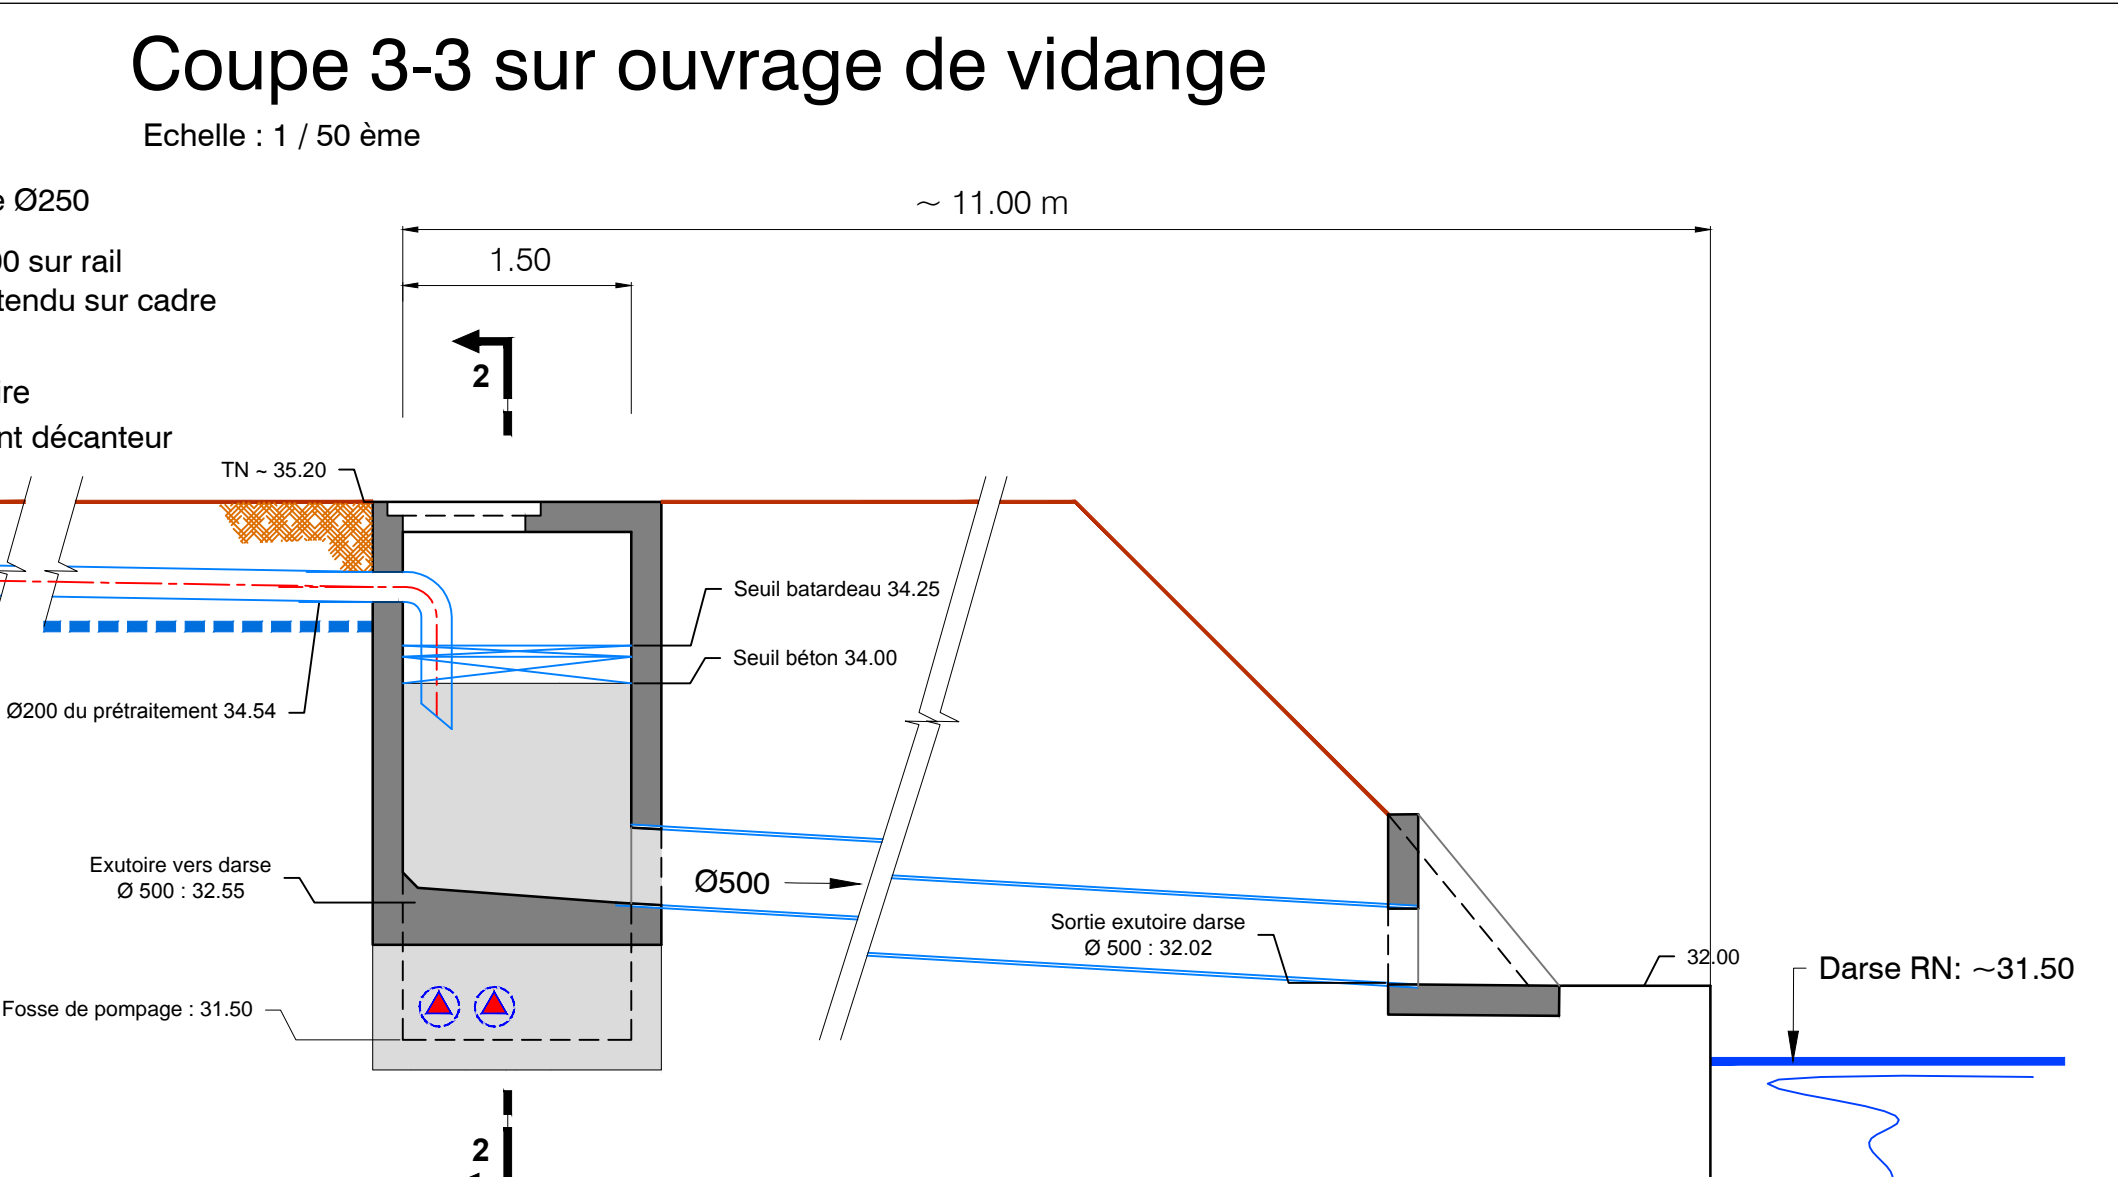 Coupe 3-3 sur ouvrage de vidange
Echelle : 1 / 50 ème
Ø250
~ 11.00 m
sur rail
1.50
tendu sur cadre
2
décanteur
TN ~ 35.20
Seuil batardeau 34.25
Seuil béton 34.00
Ø200 du prétraitement 34.54
Exutoire vers darse
Ø 500 : 32.55
Ø500
Sortie exutoire darse
Ø 500 : 32.02
32.00
Darse RN: ~31.50
Fosse de pompage : 31.50
2